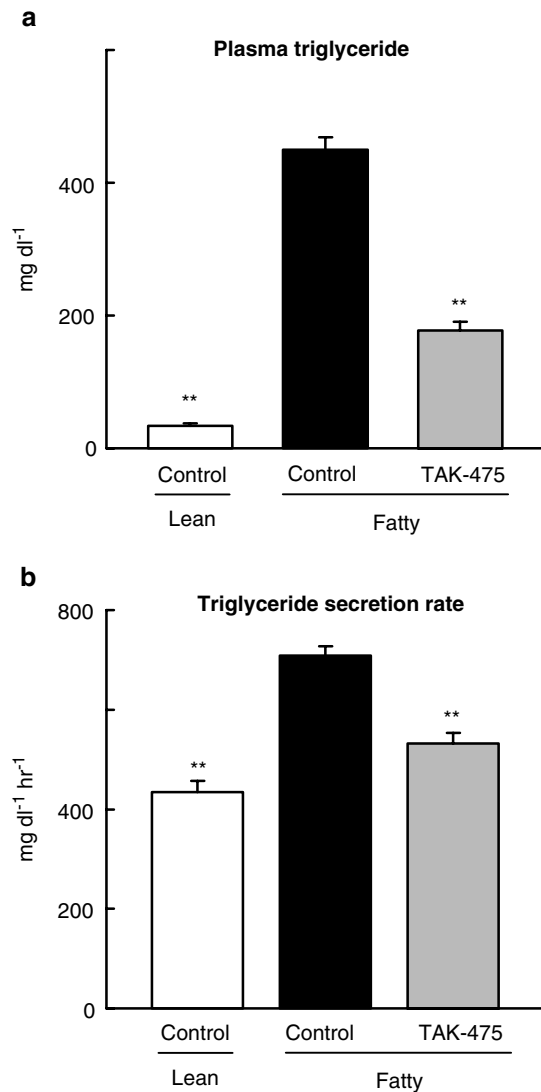 a
Plasma triglyceride
400
200
0
mg dl⁻¹
**
**
Control Control TAK-475
Lean Fatty
b
Triglyceride secretion rate
800
400
200
0
mg dl⁻¹ hr⁻¹
**
**
Control Control TAK-475
Lean Fatty